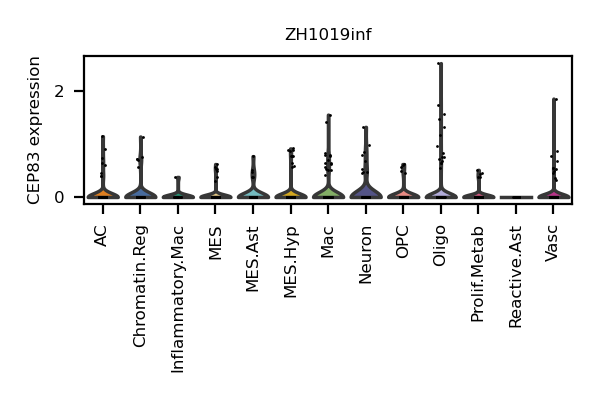 ZH1019inf
CEP83 expression
2
0
AC
Chromatin.Reg
Inflammatory.Mac
MES
MES.Ast
MES.Hyp
Mac
Neuron
OPC
Oligo
Prolif.Metab
Reactive.Ast
Vasc